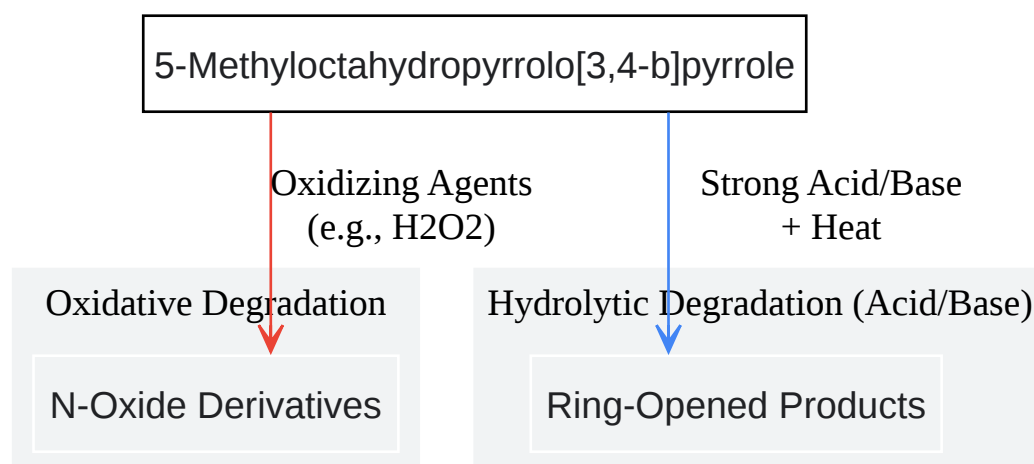 5-Methyloctahydropyrrolo[3,4-b]pyrrole
Oxidizing Agents
(e.g., H2O2)
Strong Acid/Base
+ Heat
Oxidative Degradation
Hydrolytic Degradation (Acid/Base)
N-Oxide Derivatives
Ring-Opened Products